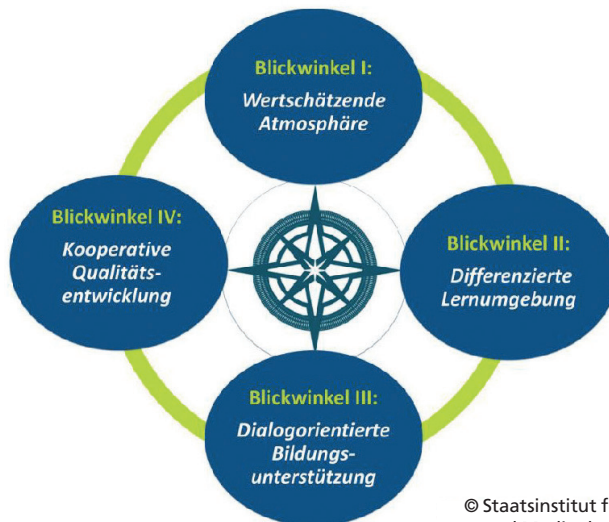 Blickwinkel I:
Wertschätzende
Atmosphäre
Blickwinkel IV:
Kooperative
Qualitäts-
entwicklung
Blickwinkel II:
Differenzierte
Lernumgebung
Blickwinkel III:
Dialogorientierte
Bildungs-
unterstützung
© Staatsinstitut f